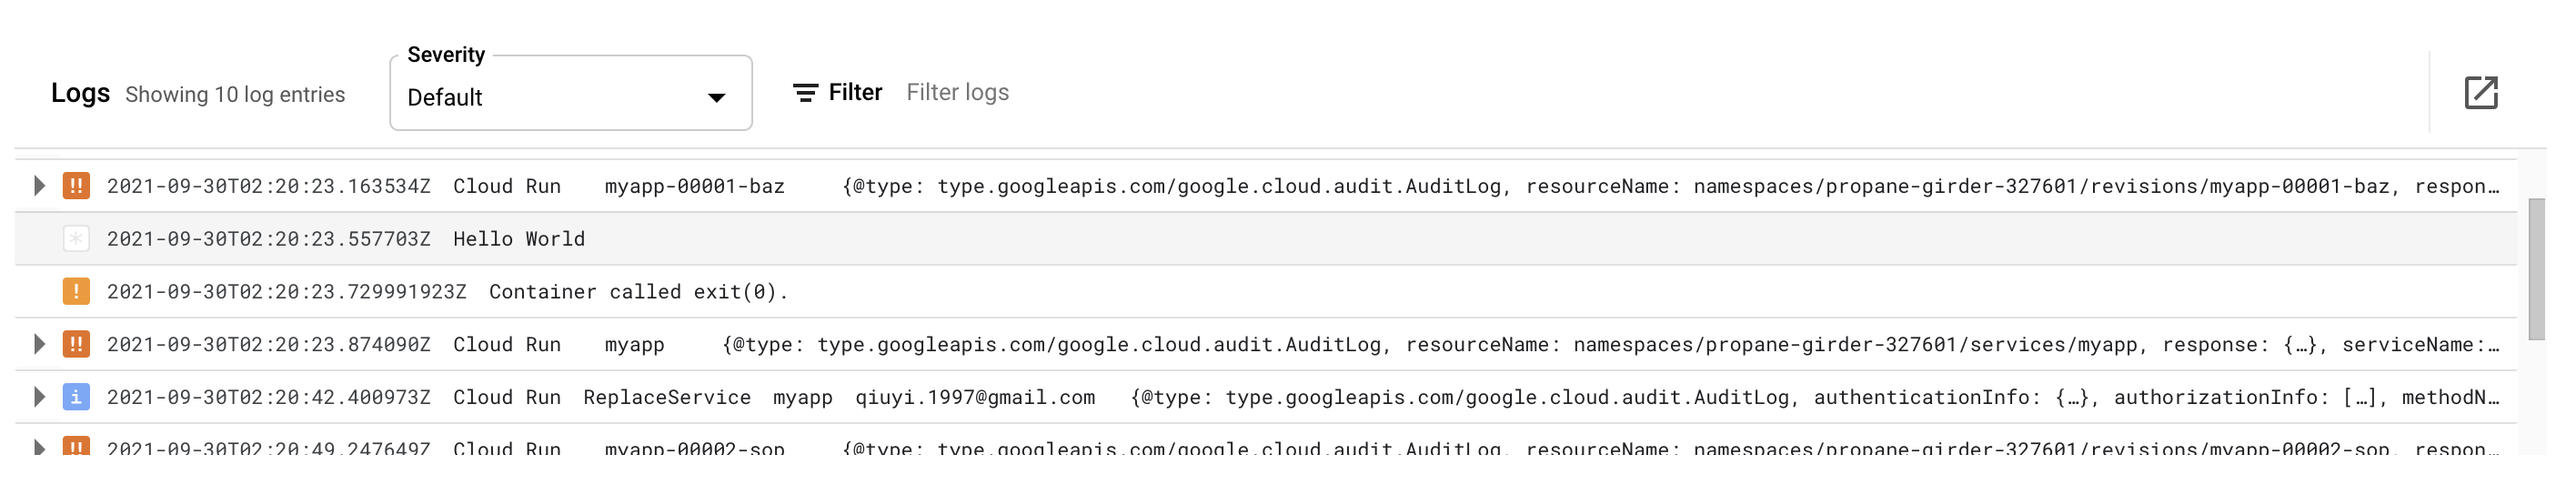 Severity
Logs Showing 10 log entries Default Filter Filter logs
!! 2021-09-30T02:20:23.163534Z Cloud Run myapp-00001-baz {@type: type.googleapis.com/google.cloud.audit.AuditLog, resourceName: namespaces/propane-girder-327601/revisions/myapp-00001-baz, respon…
* 2021-09-30T02:20:23.557703Z Hello World
! 2021-09-30T02:20:23.729991923Z Container called exit(0).
!! 2021-09-30T02:20:23.874090Z Cloud Run myapp {@type: type.googleapis.com/google.cloud.audit.AuditLog, resourceName: namespaces/propane-girder-327601/services/myapp, response: {…}, serviceName:…
i 2021-09-30T02:20:42.400973Z Cloud Run ReplaceService myapp qiuyi.1997@gmail.com {@type: type.googleapis.com/google.cloud.audit.AuditLog, authenticationInfo: {…}, authorizationInfo: […], methodN…
!! 2021-09-30T02:20:49.247649Z Cloud Run myapp-00002-sop {@type: type.googleapis.com/google.cloud.audit.AuditLog, resourceName: namespaces/propane-girder-327601/revisions/myapp-00002-sop, respon…